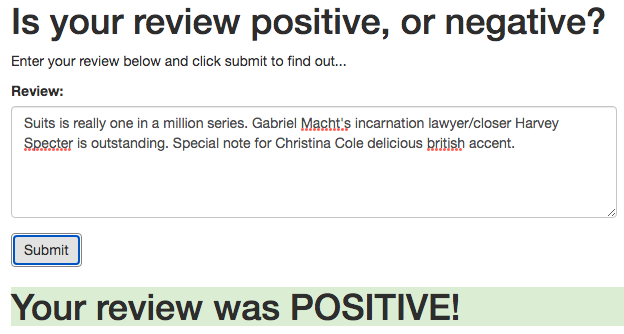 Is your review positive, or negative?
Enter your review below and click submit to find out...
Review:
Suits is really one in a million series. Gabriel Macht's incarnation lawyer/closer Harvey
Specter is outstanding. Special note for Christina Cole delicious british accent.
Submit
Your review was POSITIVE!